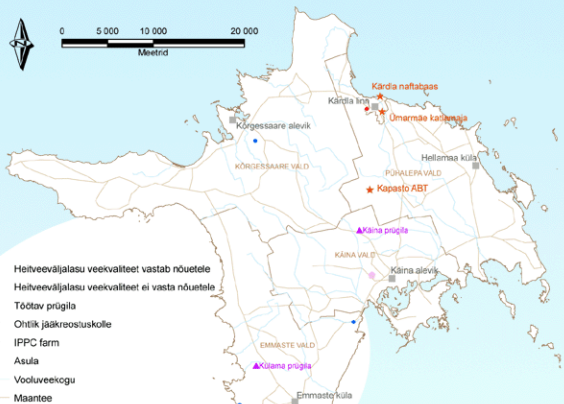 0 5 000 10 000 20 000
Meetrid
Kärdla naftabaas
Kärdla linn
Ümarmäe katlamaja
Kõrgessaare alevik
KÕRGESSAARE VALD
PÜHALEPA VALD
Hellamaa küla
Kapasto ABT
Käina prügila
KÄINA VALD
Käina alevik
Heitveeväljalasu veekvaliteet vastab nõuetele
Heitveeväljalasu veekvaliteet ei vasta nõuetele
Töötav prügila
Ohtlik jääkreostuskolle
IPPC farm
Asula
Vooluveekogu
Maantee
EMMASTE VALD
Külama prügila
Emmaste küla